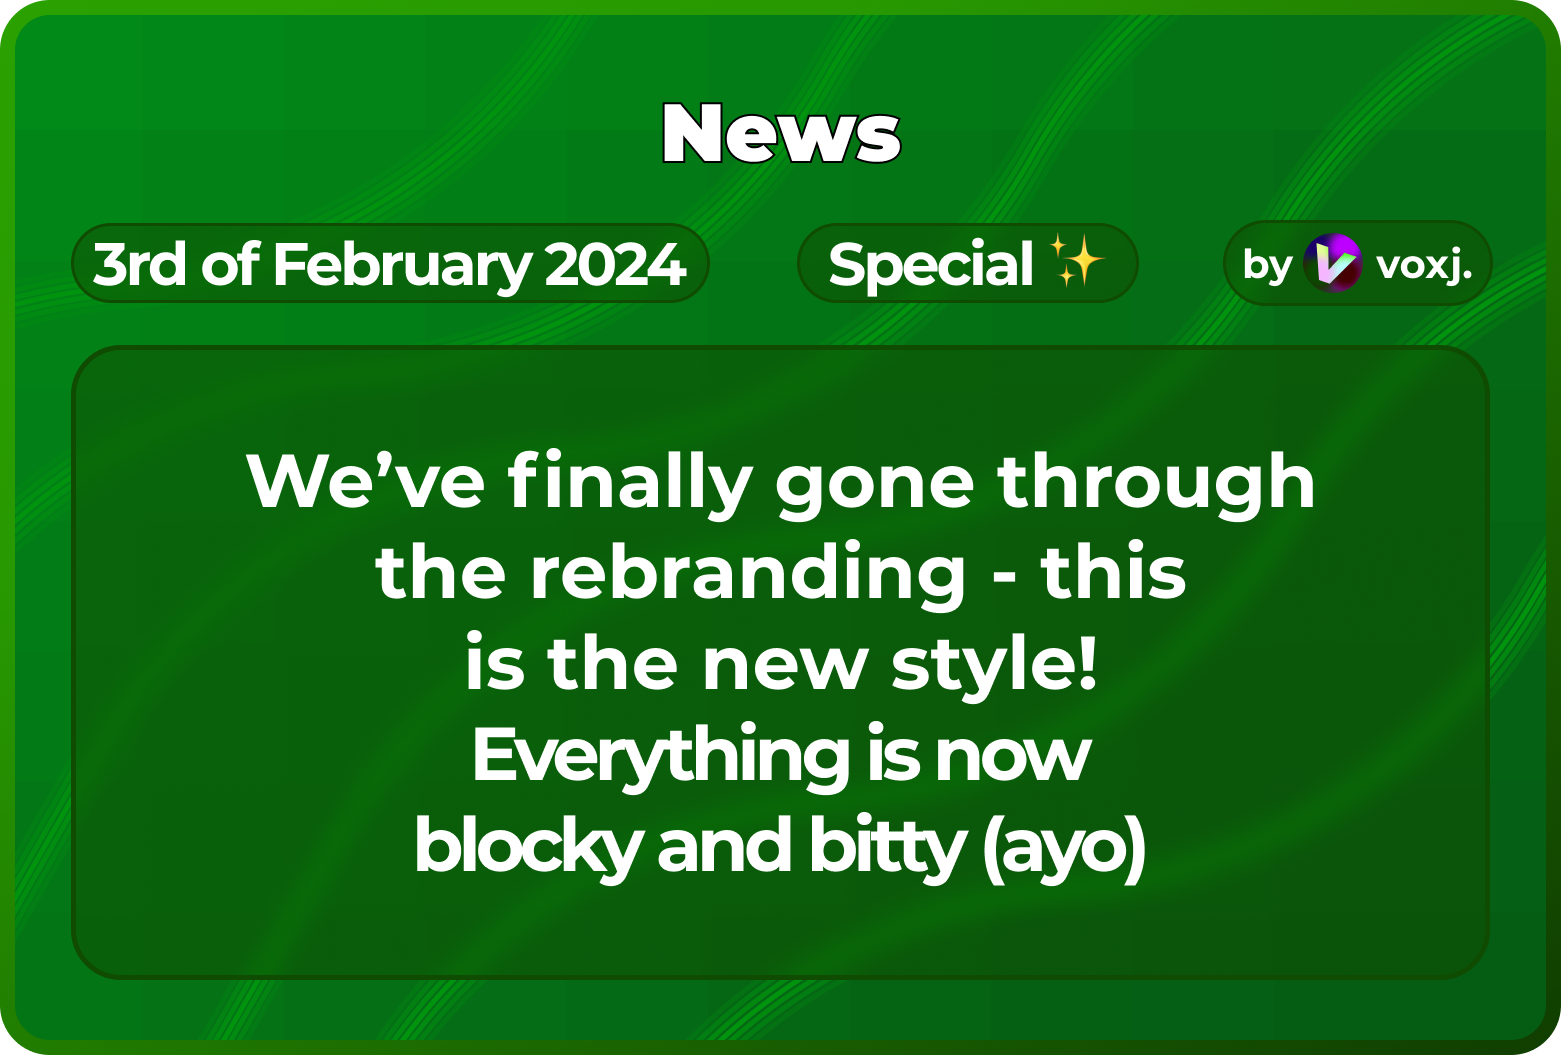 News
3rd of February 2024
Special ✨
by voxj.
We’ve finally gone through
the rebranding - this
is the new style!
Everything is now
blocky and bitty (ayo)